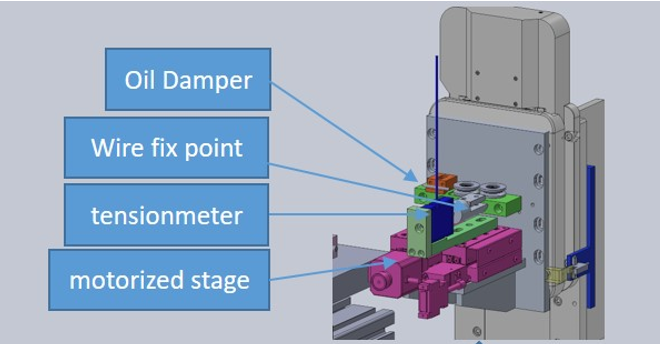 Oil Damper
Wire fix point
tensionmeter
motorized stage